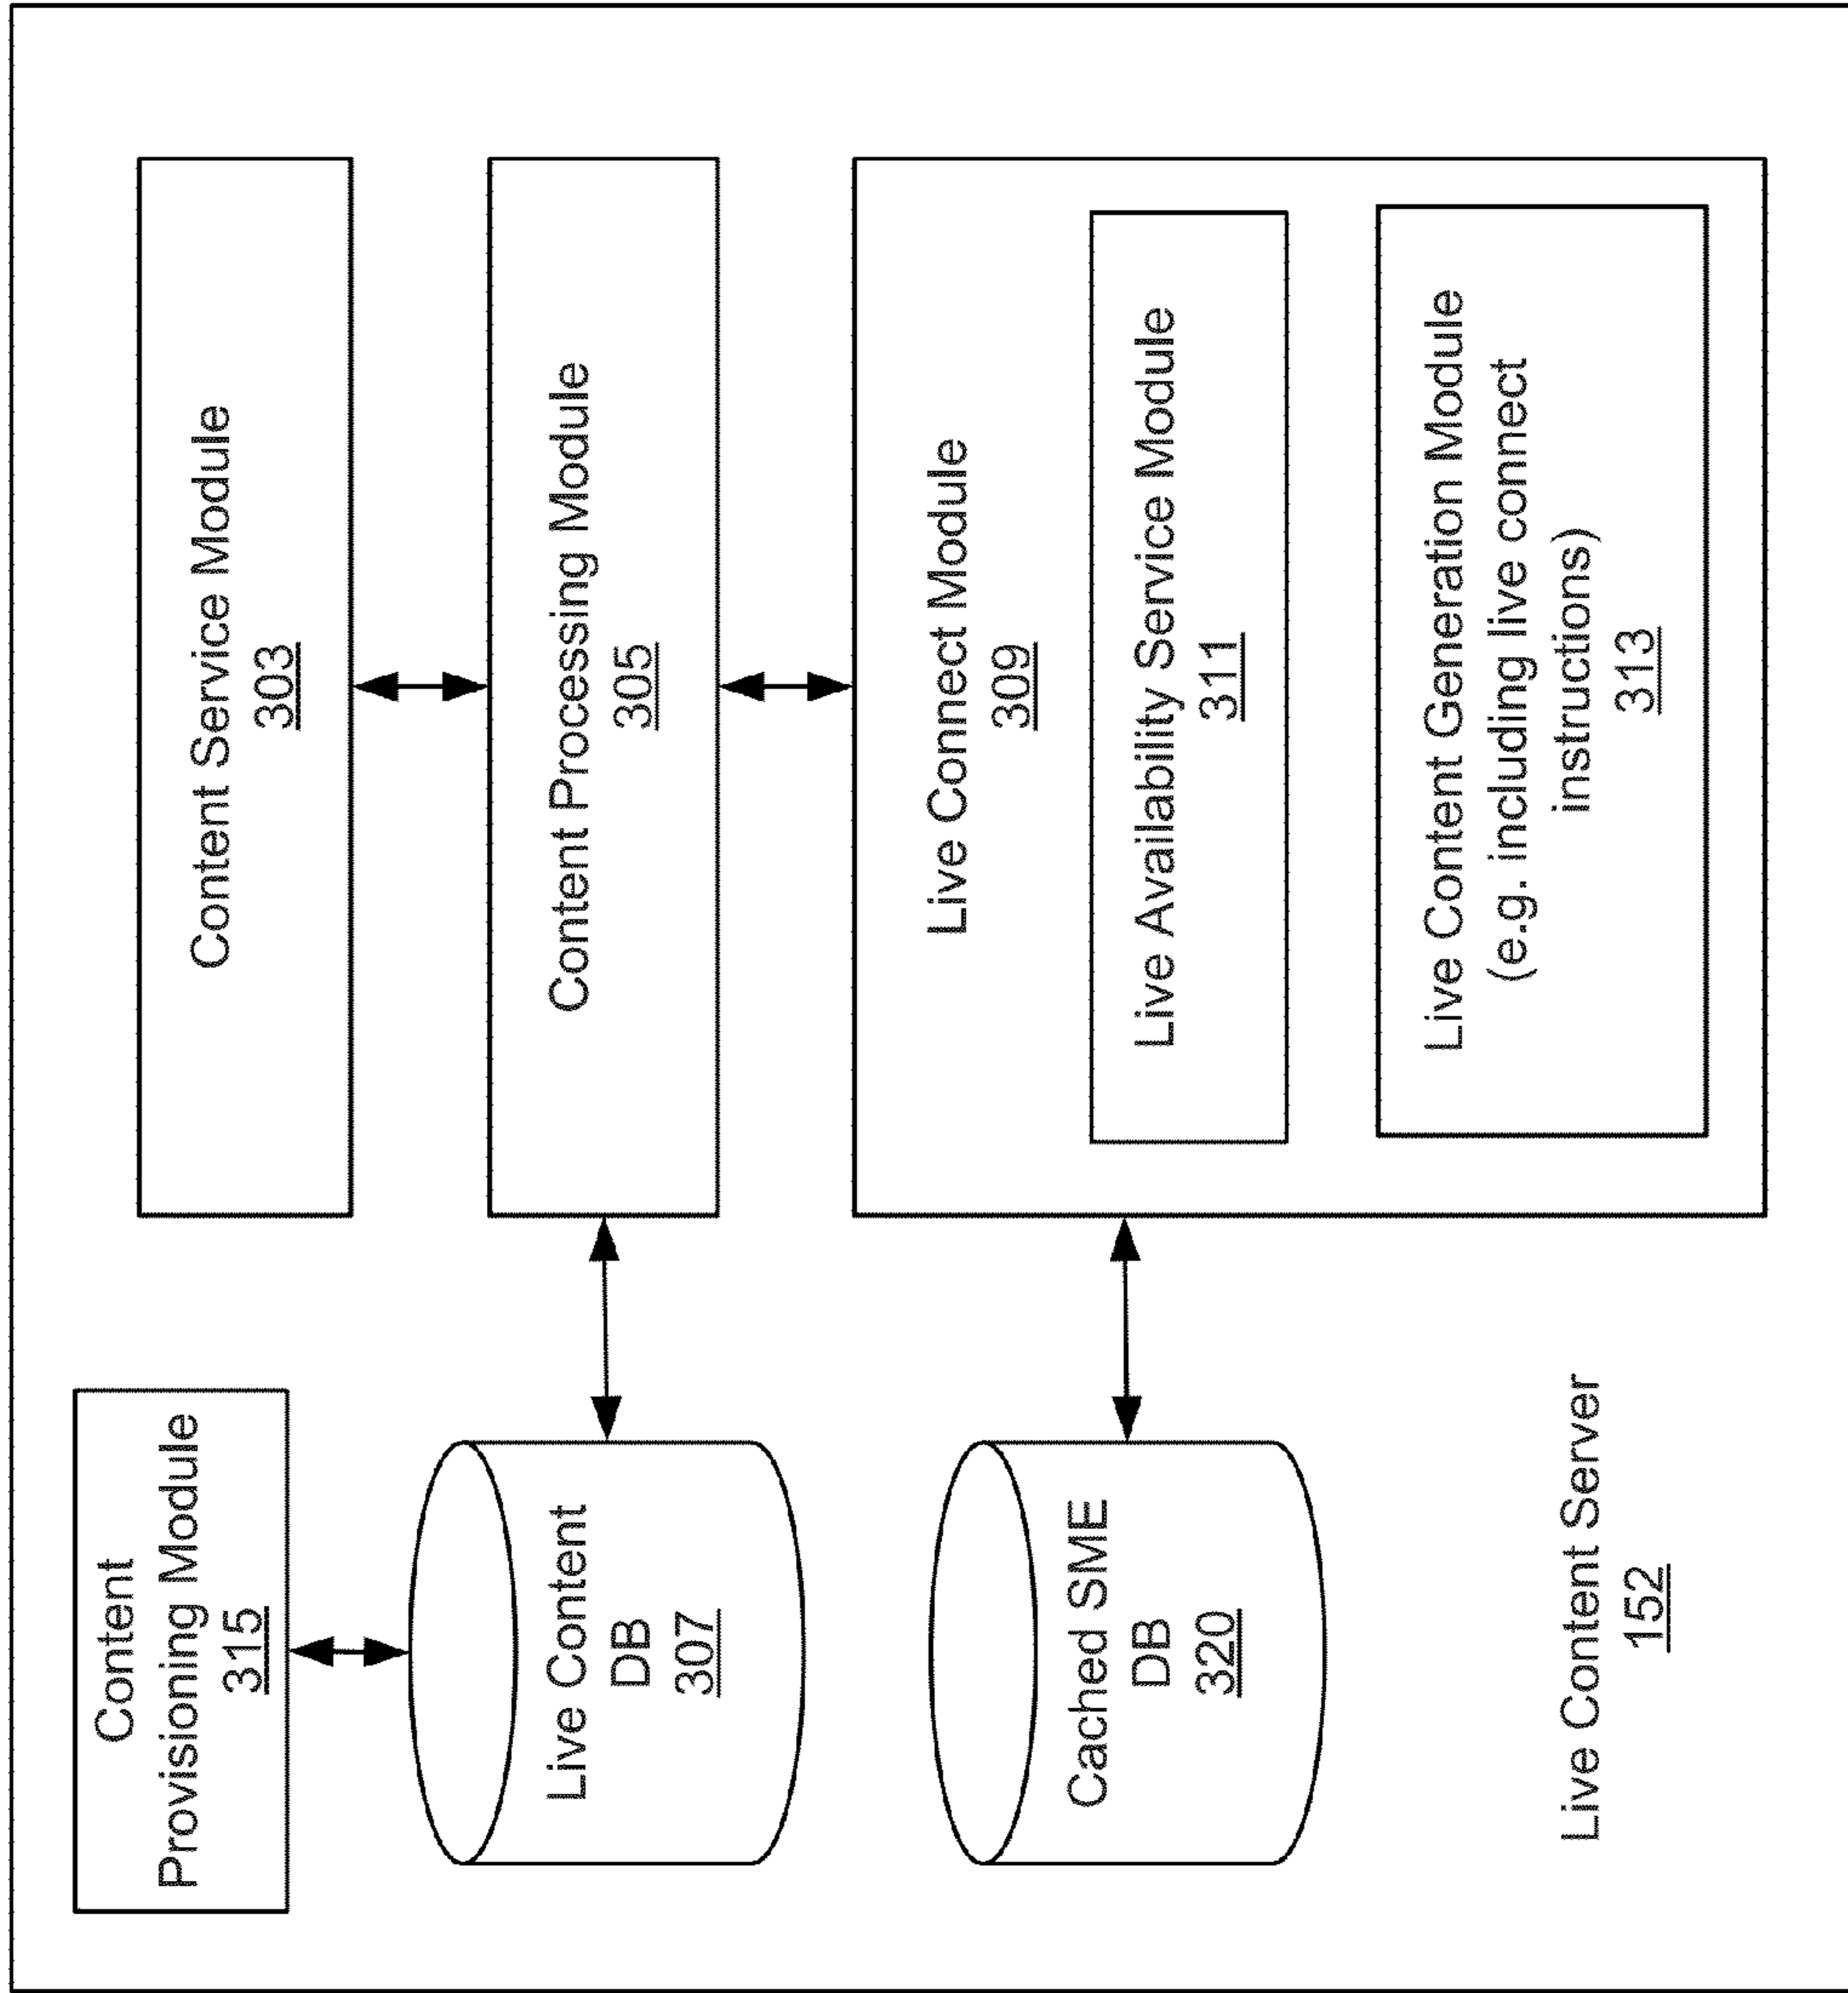 Content
Provisioning Module
315
Content Service Module
303
Live Content
DB
307
Content Processing Module
305
Cached SME
DB
320
Live Connect Module
309
Live Availability Service Module
311
Live Content Generation Module
(e.g. including live connect
instructions)
313
Live Content Server
152